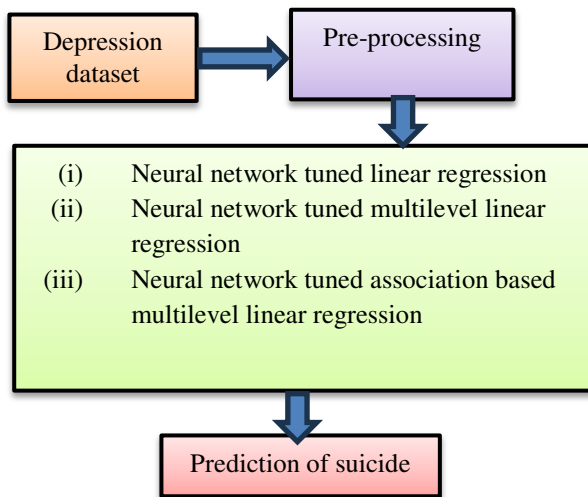 Depression
dataset
Pre-processing
(i) Neural network tuned linear regression
(ii) Neural network tuned multilevel linear
regression
(iii) Neural network tuned association based
multilevel linear regression
Prediction of suicide